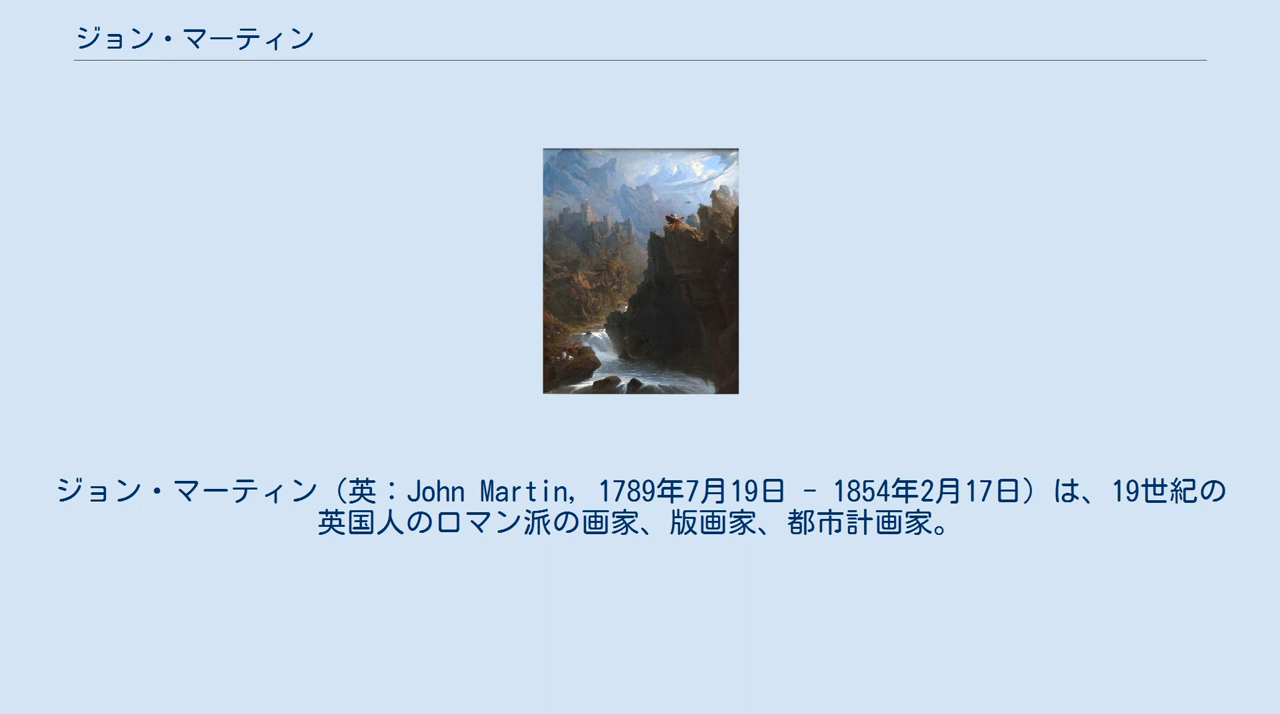 ジョン・マーティン
ジョン・マーティン（英：John Martin, 1789年7月19日 - 1854年2月17日）は、19世紀の
英国人のロマン派の画家、版画家、都市計画家。